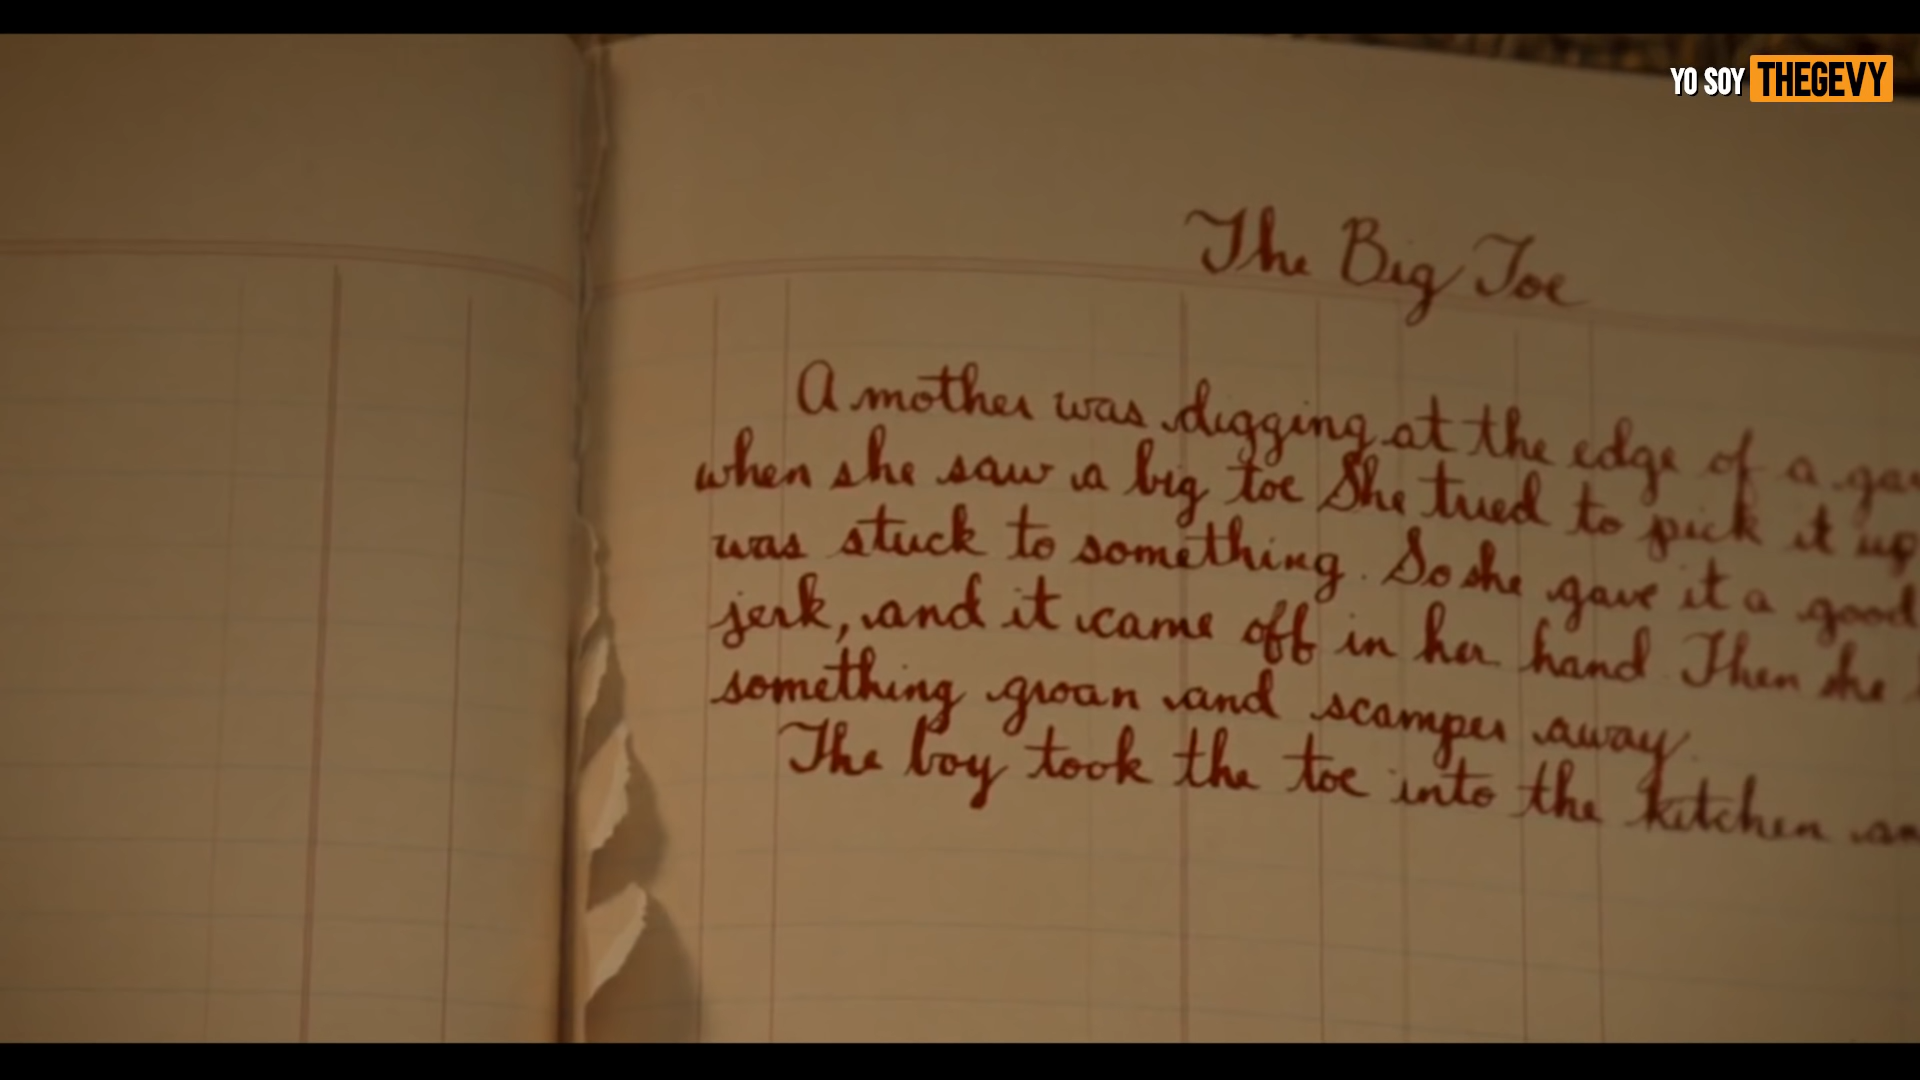 YO SOY THEGEVY
The Big Toe
A mother was digging at the edge of a
when she saw a big toe She tried to pick it up
was stuck to something. So she gave it a good
jerk, and it came off in her hand Then she
something groan and scamper away.
The boy took the toe into the kitchen